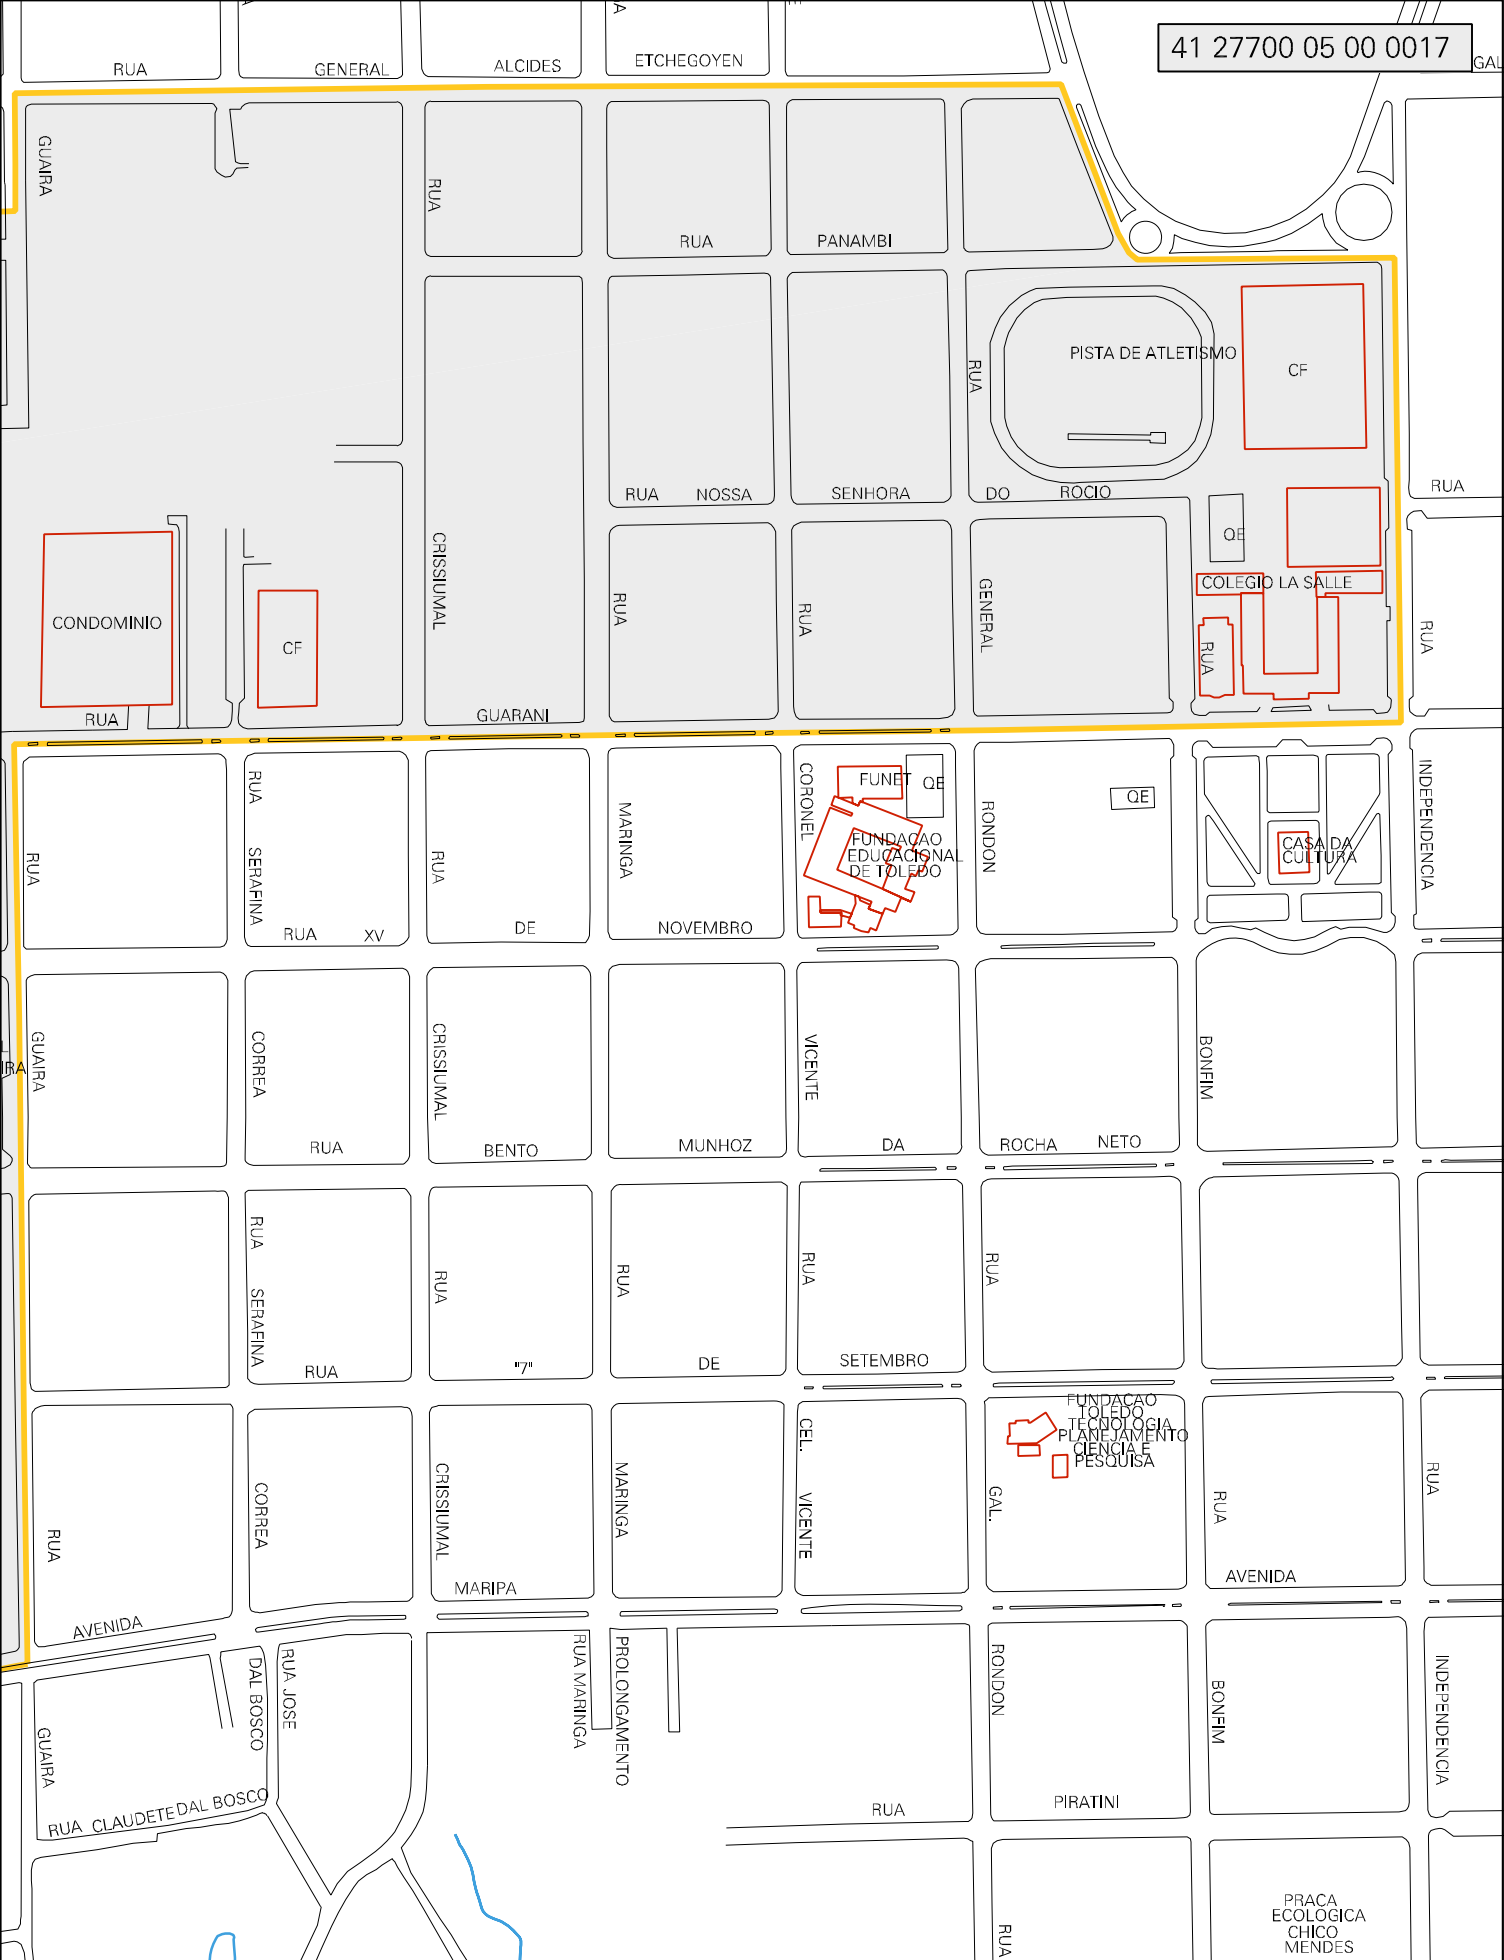 41 27700 05 00 0017
RUA GENERAL ALCIDES ETCHEGOYEN
GAL
GUAIRA
RUA
RUA PANAMBI
PISTA DE ATLETISMO
CF
RUA
RUA NOSSA SENHORA DO ROCIO
RUA
QE
COLEGIO LA SALLE
CONDOMINIO
CF
CRISSIUMAL
RUA
RUA
GENERAL
RUA
RUA
RUA GUARANI
RUA
RUA SERAFINA
RUA
MARINGA
CORONEL
FUNET
QE
FUNDACAO
EDUCACIONAL
DE TOLEDO
RONDON
QE
CASA DA
CULTURA
INDEPENDENCIA
RUA XV DE NOVEMBRO
IRA
GUAIRA
CORREA
CRISSIUMAL
VICENTE
BONFIM
RUA BENTO MUNHOZ DA ROCHA NETO
RUA SERAFINA
RUA
RUA
RUA
RUA
RUA "7" DE SETEMBRO
FUNDACAO
TOLEDO
TECNOLOGIA
PLANEJAMENTO
CIENCIA E
PESQUISA
RUA
CORREA
CRISSIUMAL
MARINGA
CEL. VICENTE
GAL.
RUA
RUA
AVENIDA MARIPA AVENIDA
GUAIRA
DAL BOSCO
RUA JOSE
RUA MARINGA
PROLONGAMENTO
RONDON
BONFIM
INDEPENDENCIA
RUA CLAUDETE DAL BOSCO
RUA PIRATINI
RUA
PRACA
ECOLOGICA
CHICO
MENDES